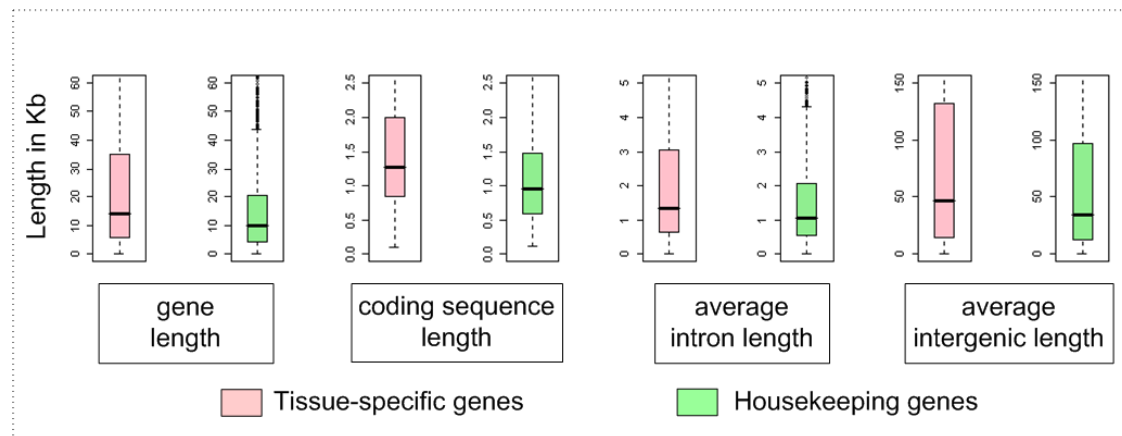 Length in Kb
0 10 20 30 40 50 60
0 10 20 30 40 50 60
0.0 0.5 1.0 1.5 2.0 2.5
0.0 0.5 1.0 1.5 2.0 2.5
0 1 2 3 4 5
0 1 2 3 4 5
0 50 100 150
0 50 3 100 150
gene
length
coding sequence
length
average
intron length
average
intergenic length
Tissue-specific genes
Housekeeping genes